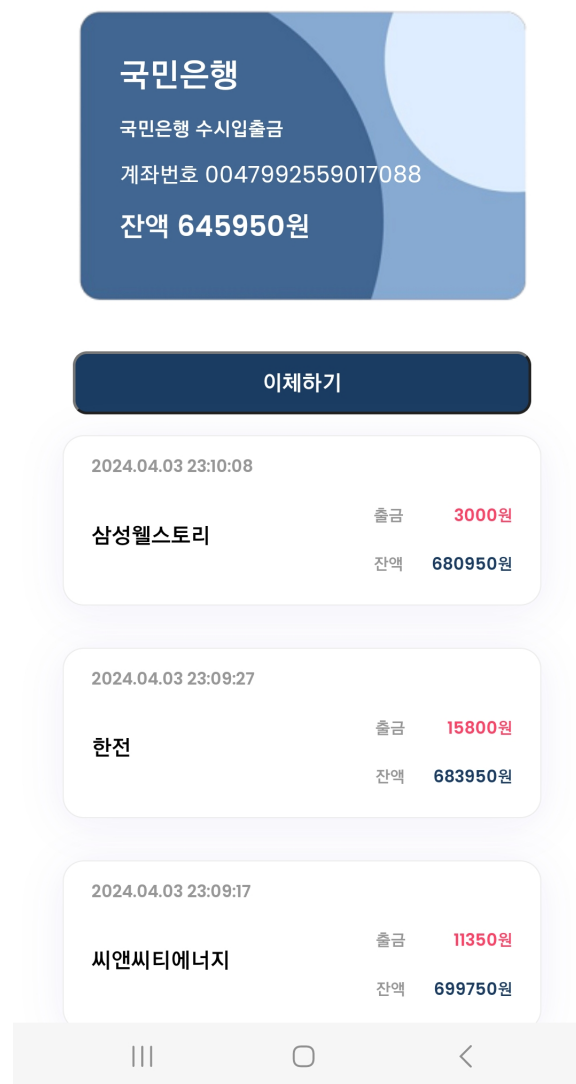 국민은행
국민은행 수시입출금
계좌번호 0047992559017088
잔액 645950원
이체하기
2024.04.03 23:10:08
삼성웰스토리
출금 3000원
잔액 680950원
2024.04.03 23:09:27
한전
출금 15800원
잔액 683950원
2024.04.03 23:09:17
씨앤씨티에너지
출금 11350원
잔액 699750원